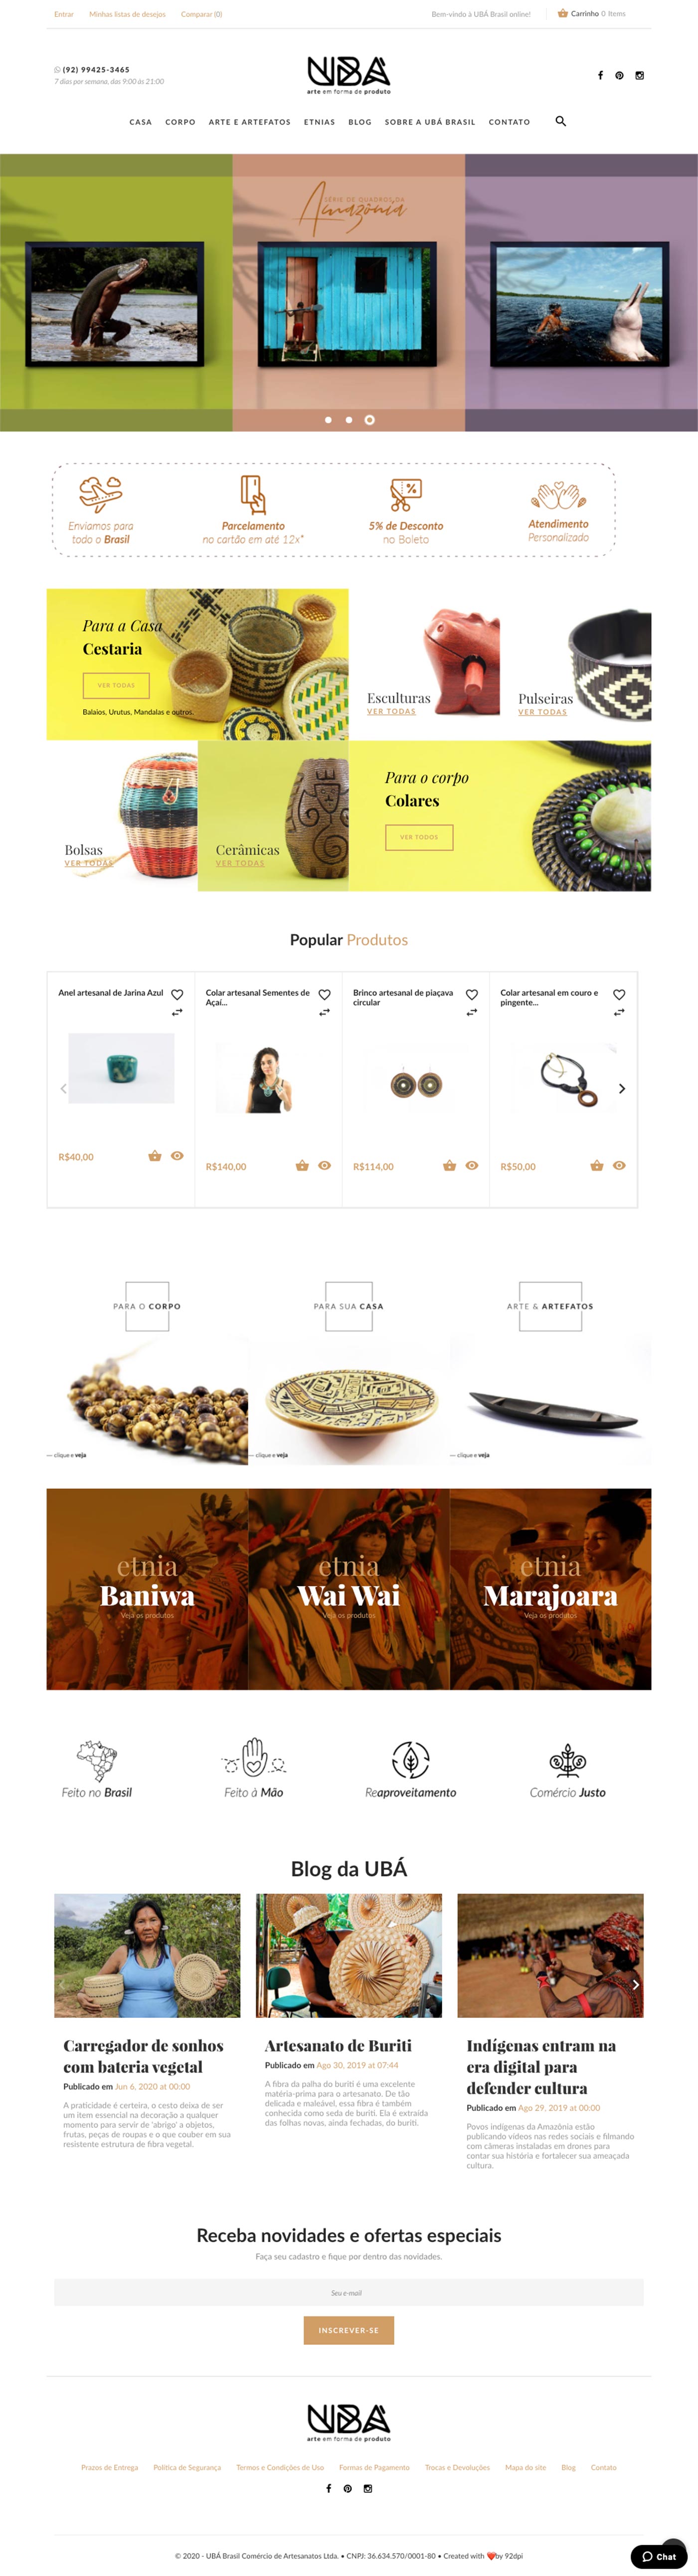 Entrar Minhas listas de desejos Comparar (0) Bem-vindo à UBÁ Brasil online! Carrinho 0 Items
(92) 99425-3465
7 dias por semana, das 9:00 às 21:00
UBÁ
arte em forma de produto
CASA CORPO ARTE E ARTEFATOS ETNIAS BLOG SOBRE A UBÁ BRASIL CONTATO
SÉRIE DE QUADROS DA
Amazônia
Enviamos para
todo o Brasil
Parcelamento
no cartão em até 12x*
5% de Desconto
no Boleto
Atendimento
Personalizado
Para a Casa
Cestaria
VER TODAS
Balaios, Urutus, Mandalas e outros.
Esculturas
VER TODAS
Pulseiras
VER TODAS
Bolsas
VER TODAS
Cerâmicas
VER TODAS
Para o corpo
Colares
VER TODOS
Popular Produtos
Anel artesanal de Jarina Azul
R$40,00
Colar artesanal Sementes de
Açaí...
R$140,00
Brinco artesanal de piaçava
circular
R$114,00
Colar artesanal em couro e
pingente...
R$50,00
PARA O CORPO
— clique e veja
PARA SUA CASA
— clique e veja
ARTE & ARTEFATOS
— clique e veja
etnia
Baniwa
Veja os produtos
etnia
Wai Wai
Veja os produtos
etnia
Marajoara
Veja os produtos
Feito no Brasil
Feito à Mão
Reaproveitamento
Comércio Justo
Blog da UBÁ
Carregador de sonhos
com bateria vegetal
Publicado em Jun 6, 2020 at 00:00
A praticidade é certeira, o cesto deixa de ser
um item essencial na decoração a qualquer
momento para servir de 'abrigo' a objetos,
frutas, peças de roupas e o que couber em sua
resistente estrutura de fibra vegetal.
Artesanato de Buriti
Publicado em Ago 30, 2019 at 07:44
A fibra da palha do buriti é uma excelente
matéria-prima para o artesanato. De tão
delicada e maleável, essa fibra é também
conhecida como seda de buriti. Ela é extraída
das folhas novas, ainda fechadas, do buriti.
Indígenas entram na
era digital para
defender cultura
Publicado em Ago 29, 2019 at 00:00
Povos indígenas da Amazônia estão
publicando vídeos nas redes sociais e filmando
com câmeras instaladas em drones para
contar sua história e fortalecer sua ameaçada
cultura.
Receba novidades e ofertas especiais
Faça seu cadastro e fique por dentro das novidades.
Seu e-mail
INSCREVER-SE
UBÁ
arte em forma de produto
Prazos de Entrega Política de Segurança Termos e Condições de Uso Formas de Pagamento Trocas e Devoluções Mapa do site Blog Contato
© 2020 - UBÁ Brasil Comércio de Artesanatos Ltda. • CNPJ: 36.634.570/0001-80 • Created with ❤by 92dpi
Chat